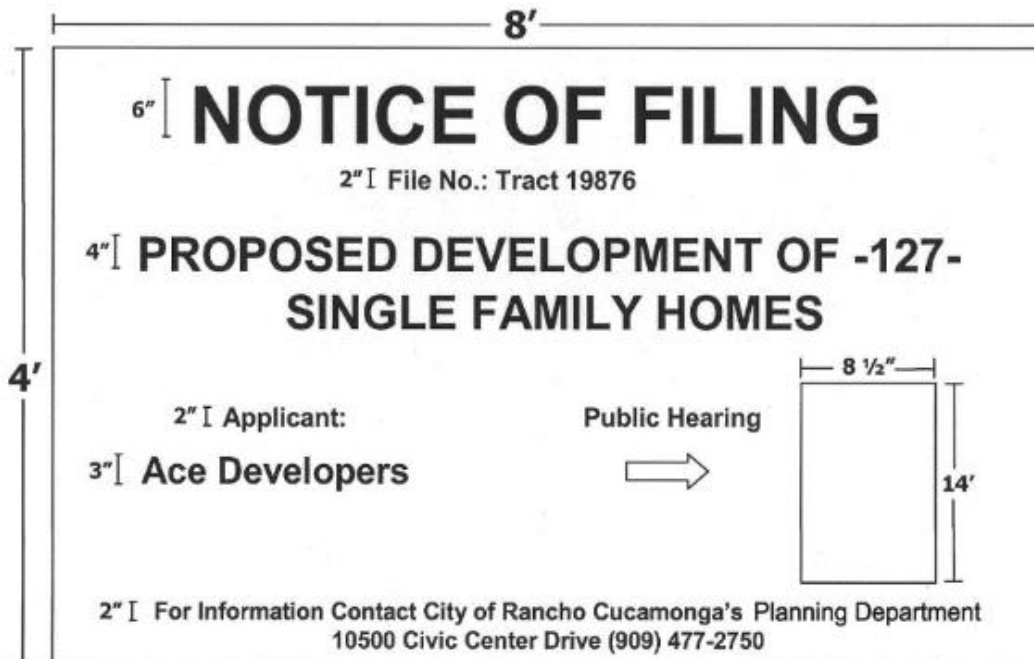 8'
6" NOTICE OF FILING
2" File No.: Tract 19876
4" PROPOSED DEVELOPMENT OF -127-
SINGLE FAMILY HOMES
4'
8 ½"
2" Applicant: Public Hearing
3" Ace Developers
14'
2" For Information Contact City of Rancho Cucamonga's Planning Department
10500 Civic Center Drive (909) 477-2750